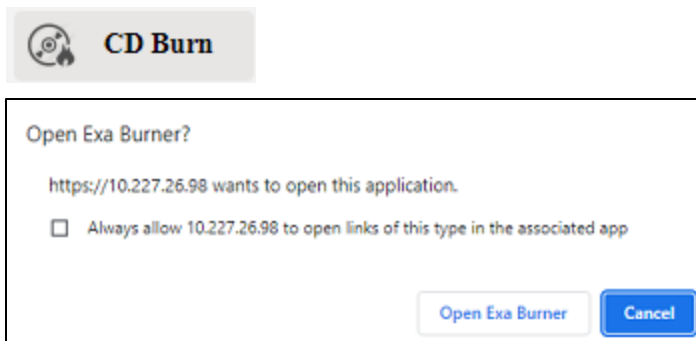 CD Burn
Open Exa Burner?
https://10.227.26.98 wants to open this application.
Always allow 10.227.26.98 to open links of this type in the associated app
Open Exa Burner
Cancel